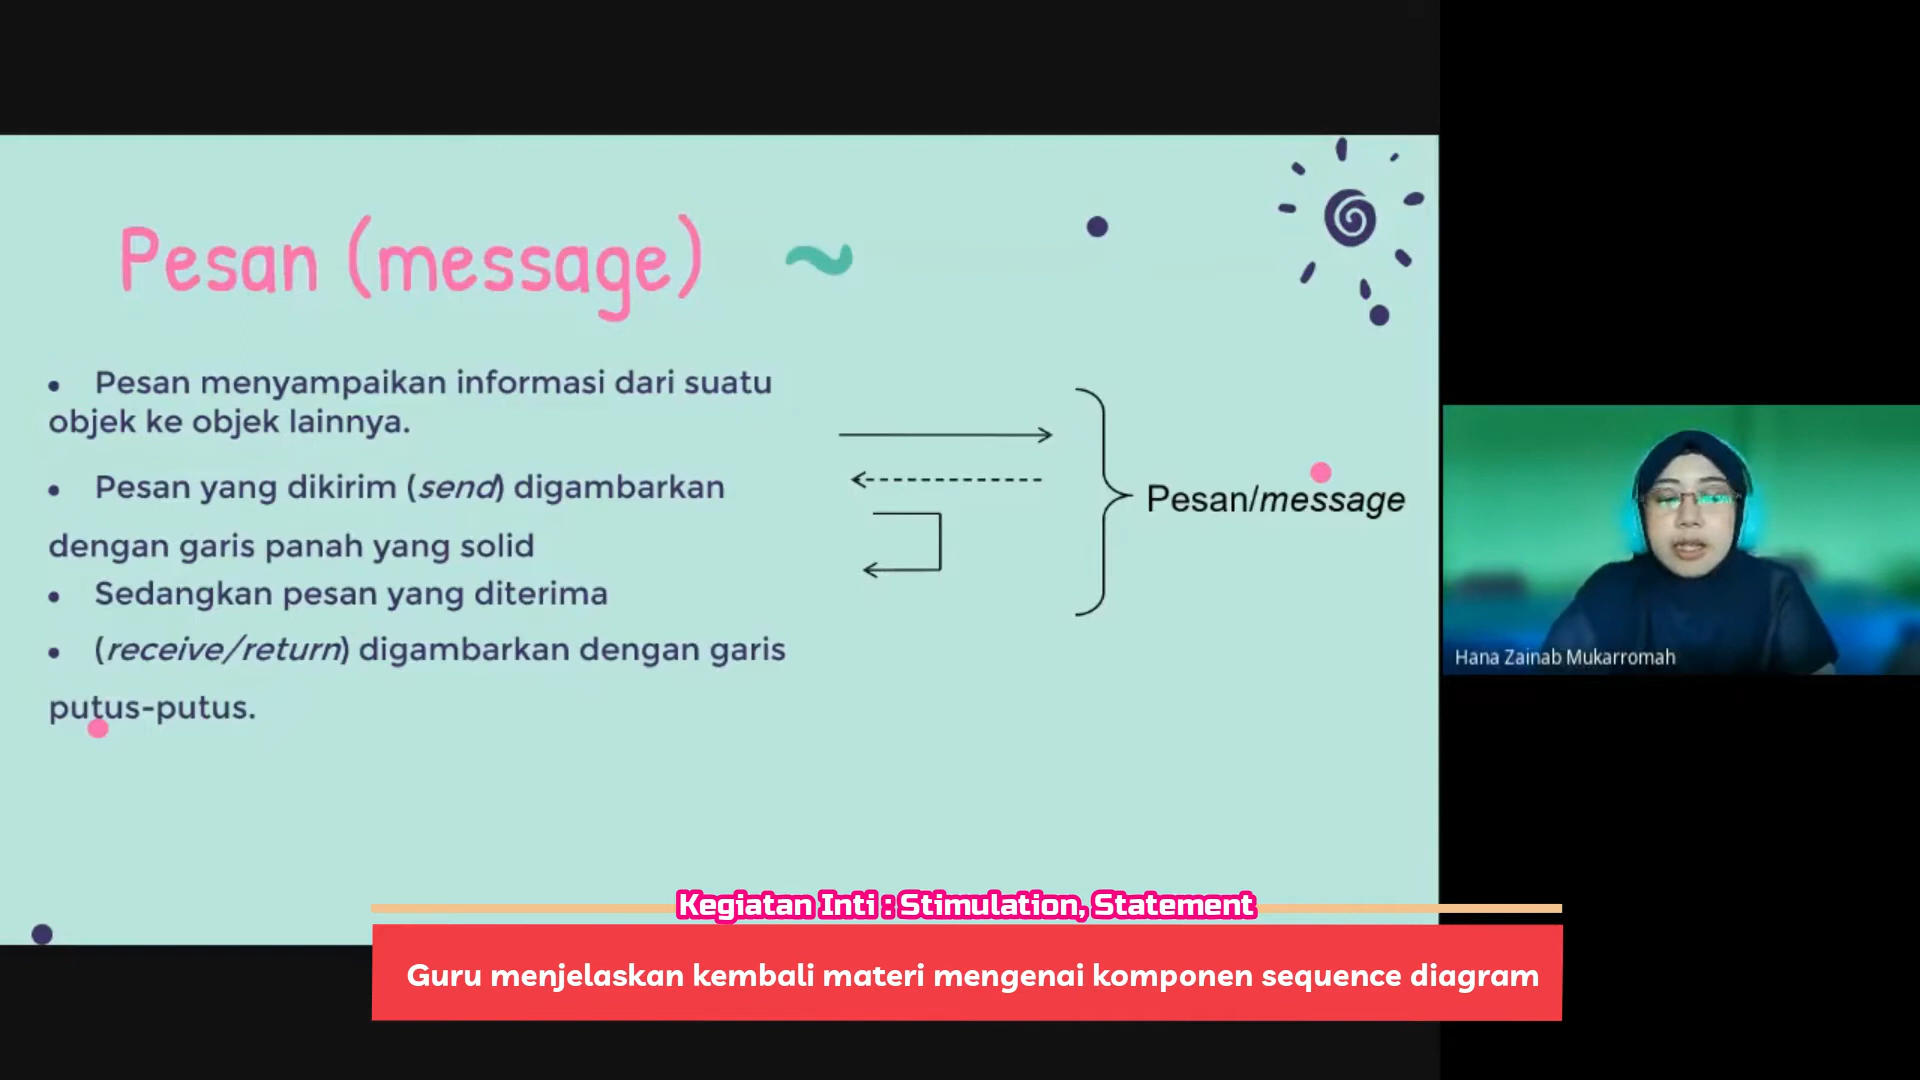 Pesan (message)
• Pesan menyampaikan informasi dari suatu
objek ke objek lainnya.
• Pesan yang dikirim (send) digambarkan
dengan garis panah yang solid
• Sedangkan pesan yang diterima
• (receive/return) digambarkan dengan garis
putus-putus.
Pesan/message
Hana Zainab Mukarromah
Kegiatan Inti : Stimulation, Statement
Guru menjelaskan kembali materi mengenai komponen sequence diagram